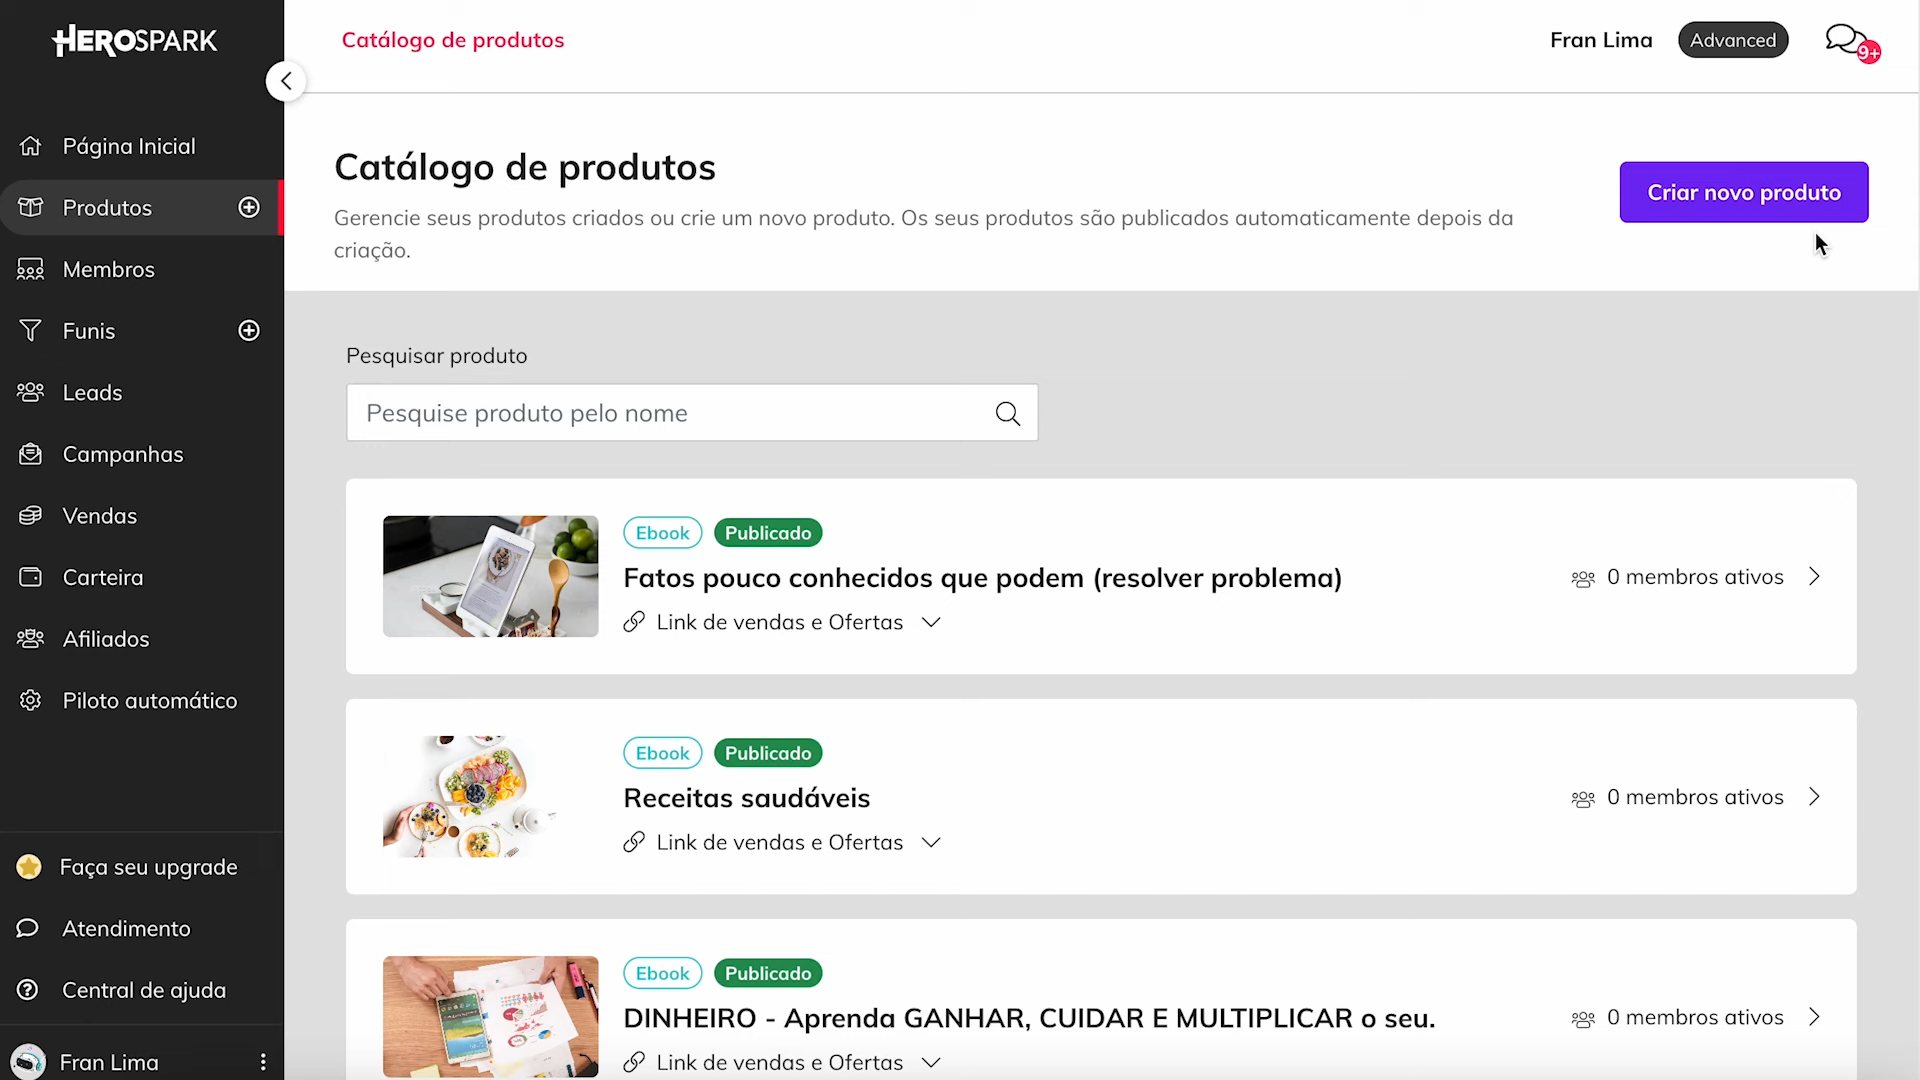 HEROSPARK
Catálogo de produtos
Fran Lima
Advanced
9+
Página Inicial
Produtos
Membros
Funis
Leads
Campanhas
Vendas
Carteira
Afiliados
Piloto automático
Faça seu upgrade
Atendimento
Central de ajuda
Fran Lima
Catálogo de produtos
Gerencie seus produtos criados ou crie um novo produto. Os seus produtos são publicados automaticamente depois da
criação.
Criar novo produto
Pesquisar produto
Pesquise produto pelo nome
Ebook Publicado
Fatos pouco conhecidos que podem (resolver problema)
Link de vendas e Ofertas
0 membros ativos
Ebook Publicado
Receitas saudáveis
Link de vendas e Ofertas
0 membros ativos
Ebook Publicado
DINHEIRO - Aprenda GANHAR, CUIDAR E MULTIPLICAR o seu.
Link de vendas e Ofertas
0 membros ativos